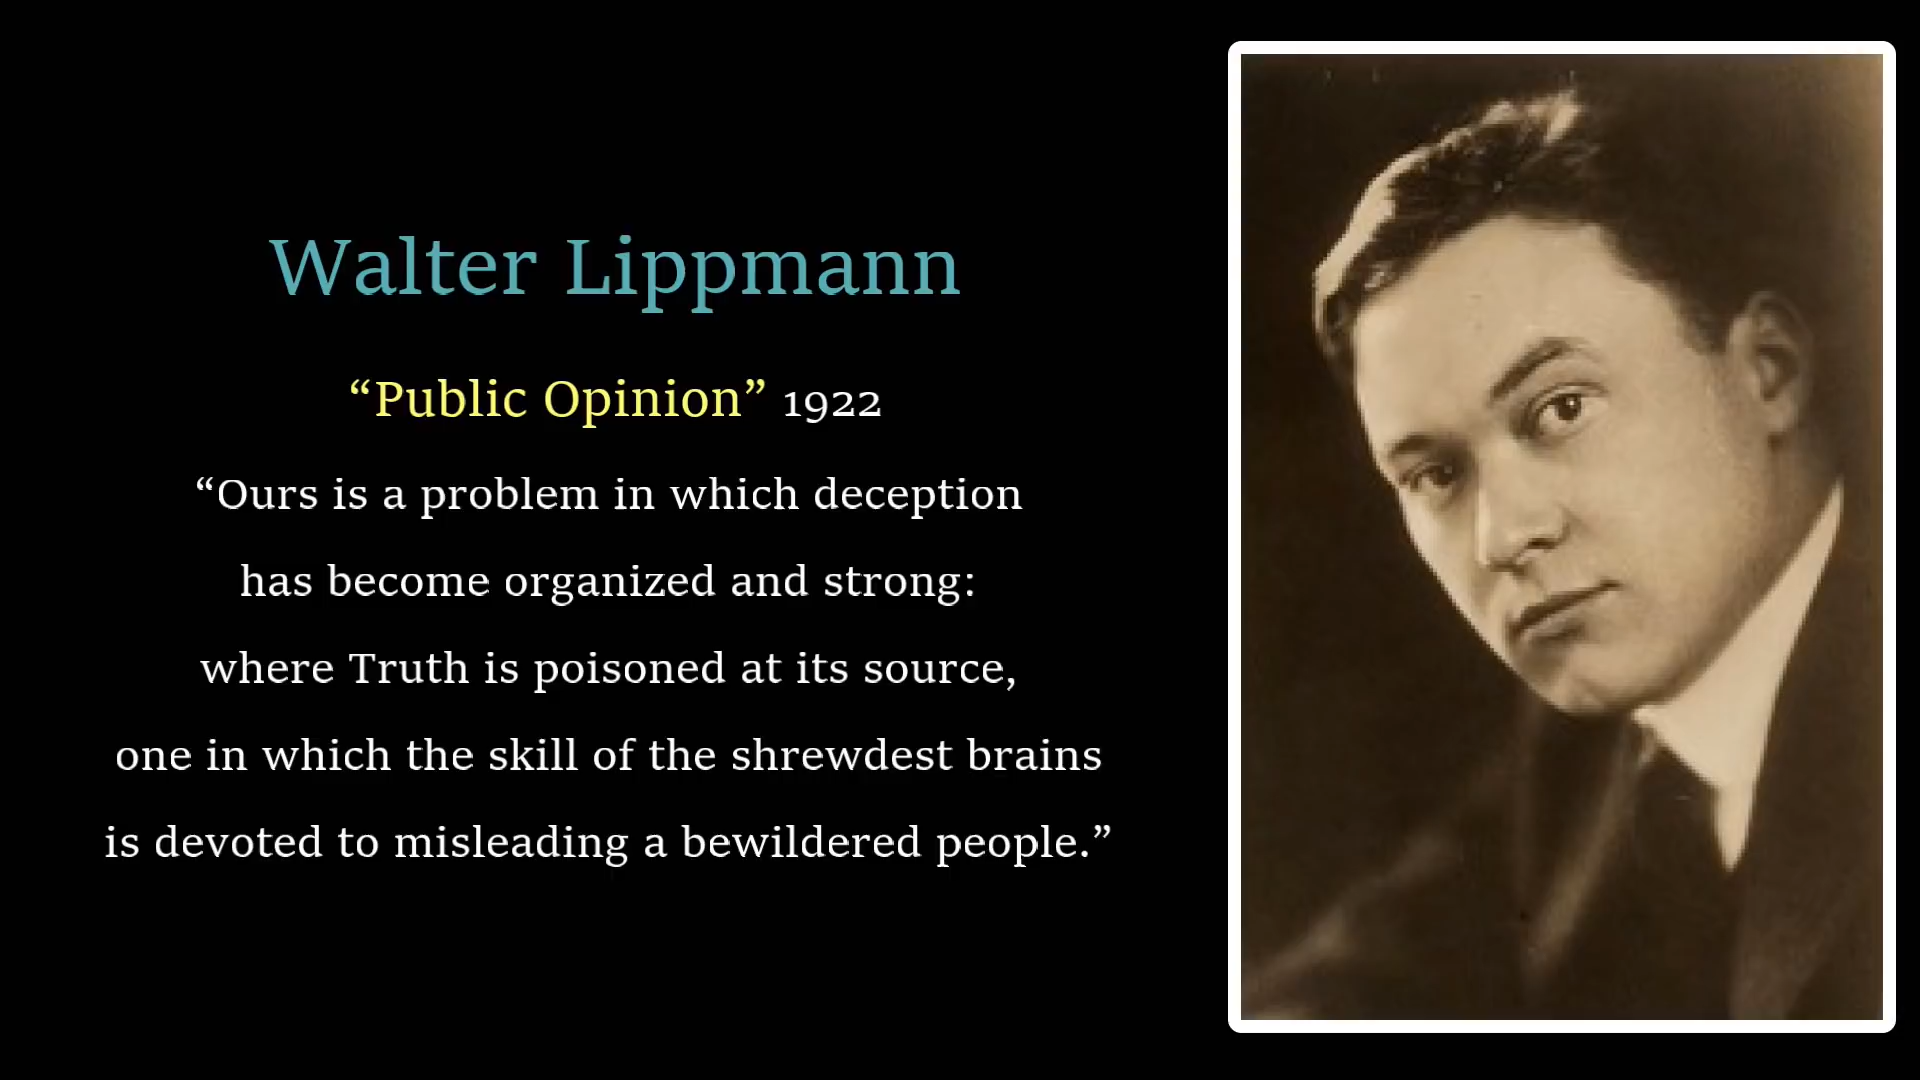 Walter Lippmann
“Public Opinion” 1922
“Ours is a problem in which deception
has become organized and strong:
where Truth is poisoned at its source,
one in which the skill of the shrewdest brains
is devoted to misleading a bewildered people.”